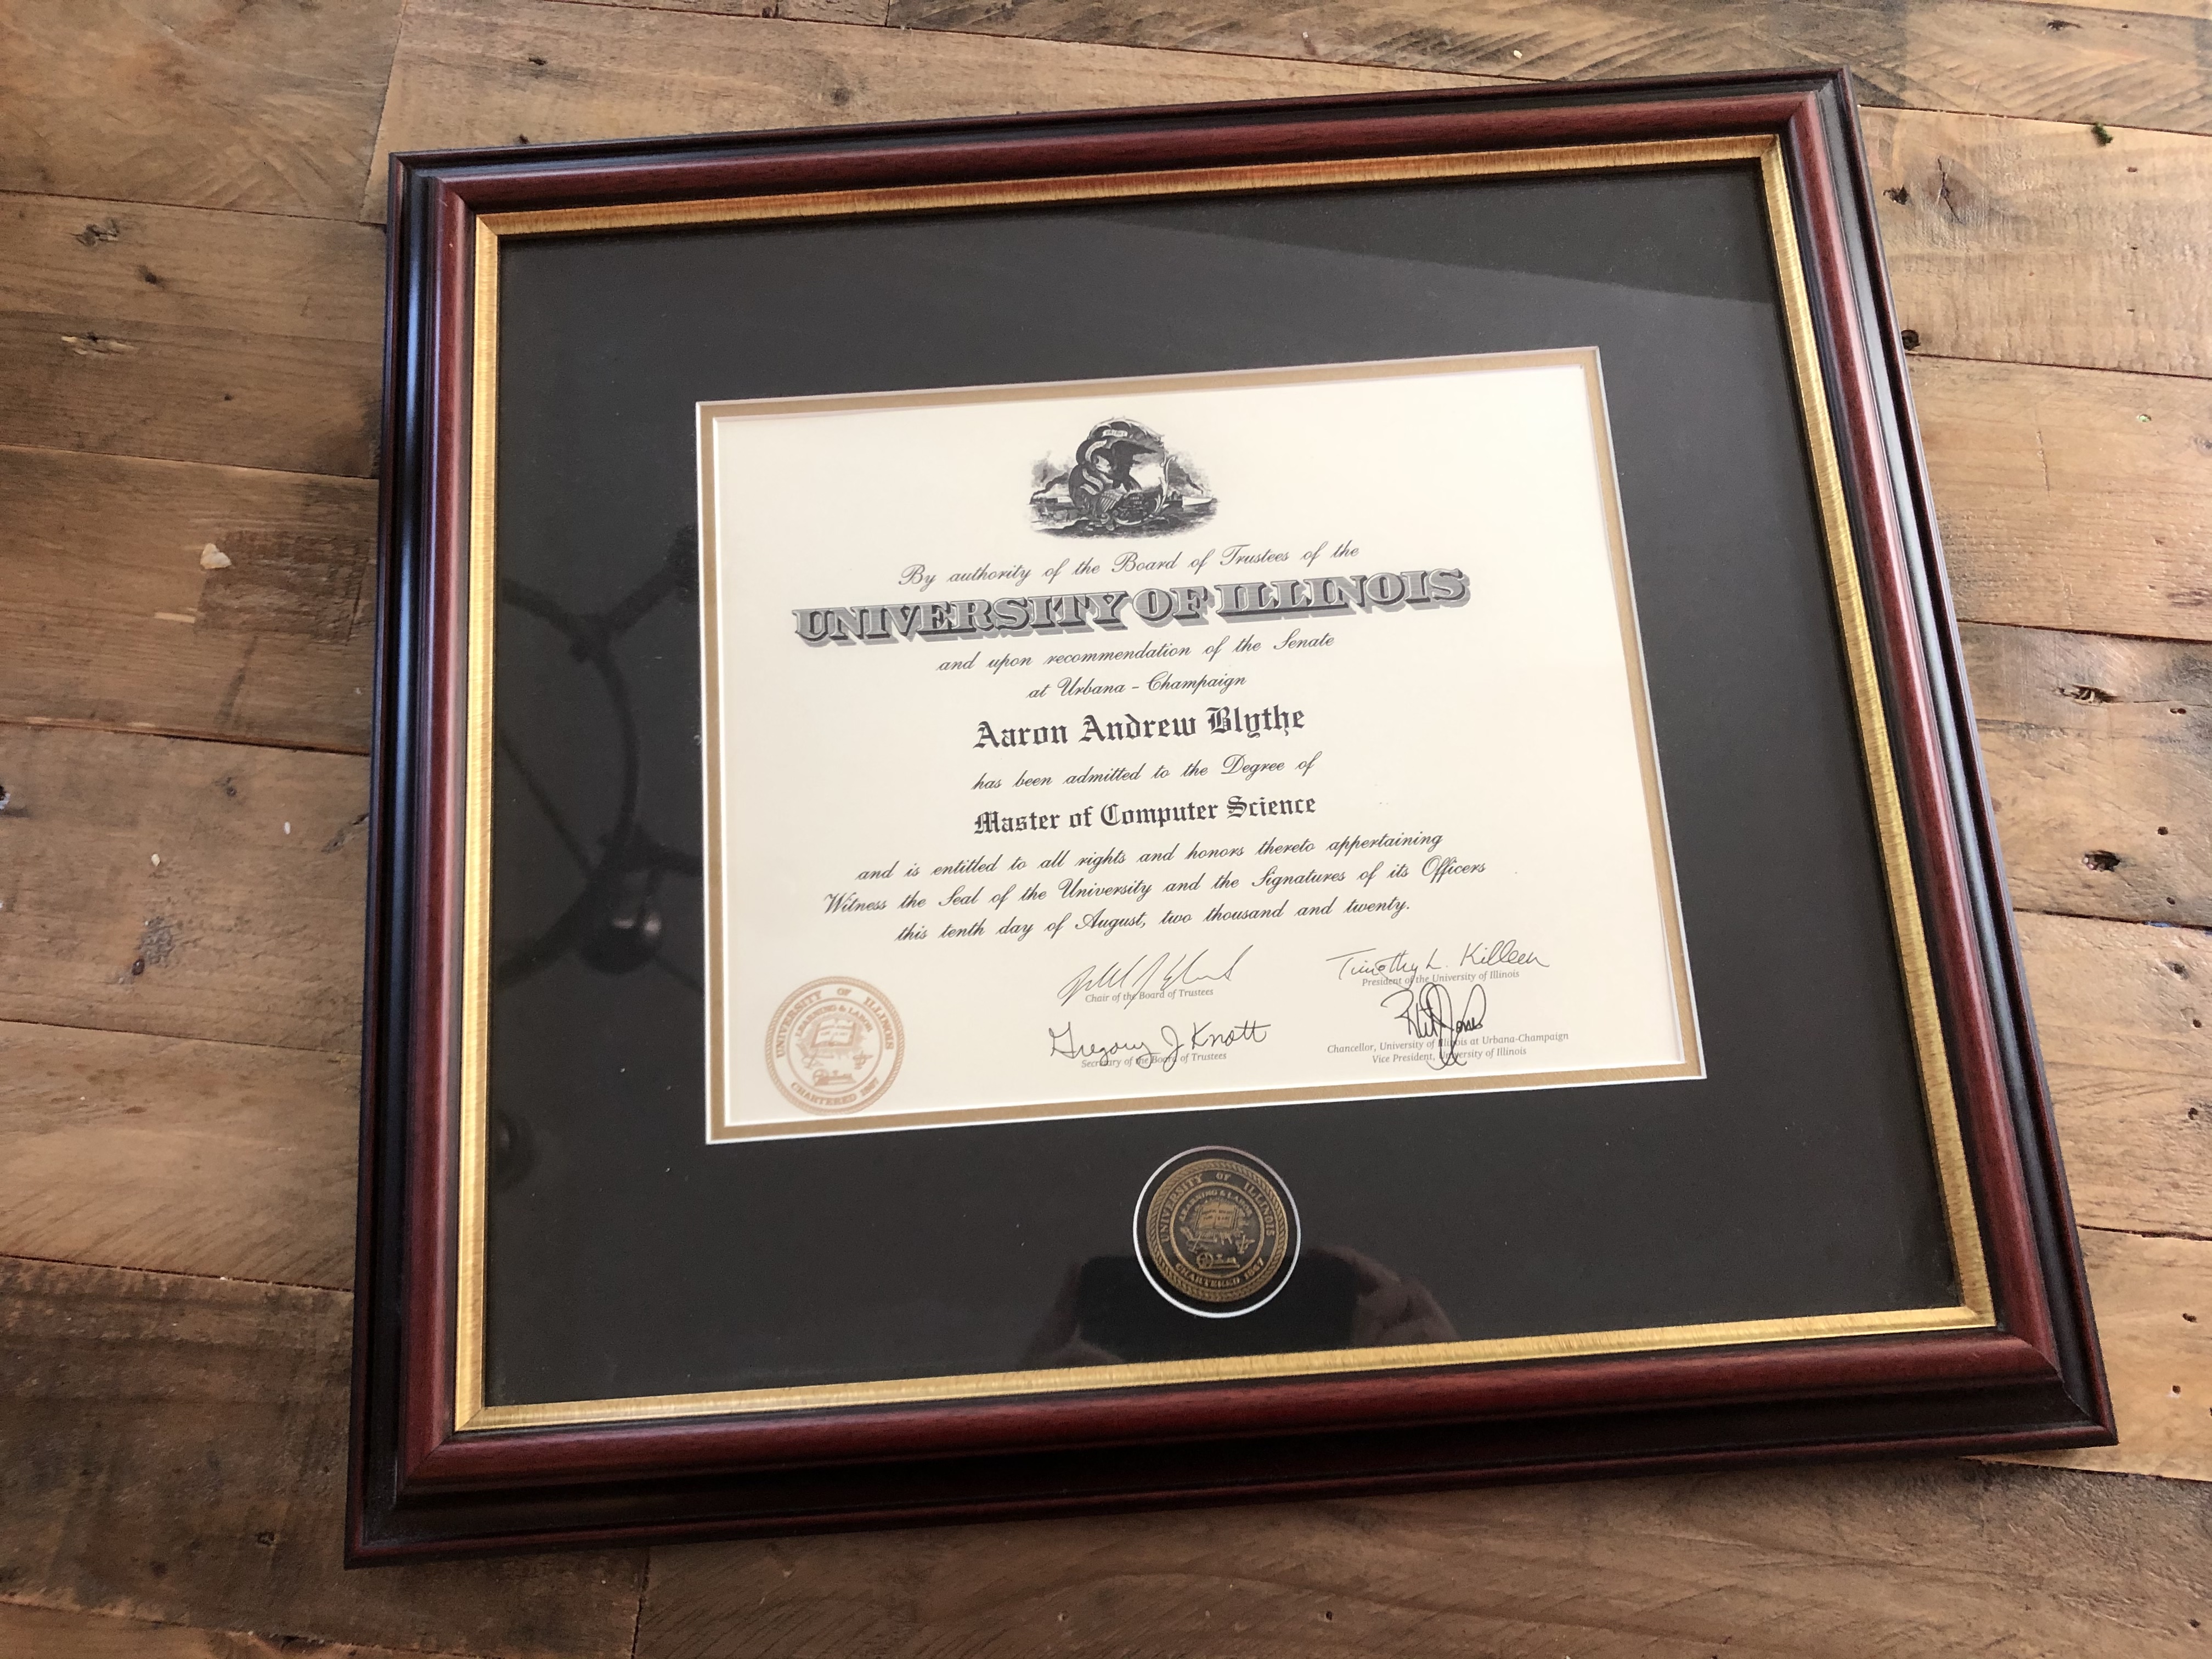 By authority of the Board of Trustees of the
UNIVERSITY OF ILLINOIS
and upon recommendation of the Senate
at Urbana - Champaign
Aaron Andrew Blythe
has been admitted to the Degree of
Master of Computer Science
and is entitled to all rights and honors thereto appertaining
Witness the Seal of the University and the Signatures of its Officers
this tenth day of August, two thousand and twenty.
Timothy L. Killeen
Chair of the Board of Trustees
President of the University of Illinois
Gregory J Knott
Secretary of the Board of Trustees
Chancellor, University of Illinois at Urbana-Champaign
Vice President, University of Illinois
UNIVERSITY OF ILLINOIS
LEARNING & LABOR
CHARTERED 1867
UNIVERSITY OF ILLINOIS
LEARNING & LABOR
CHARTERED 1867